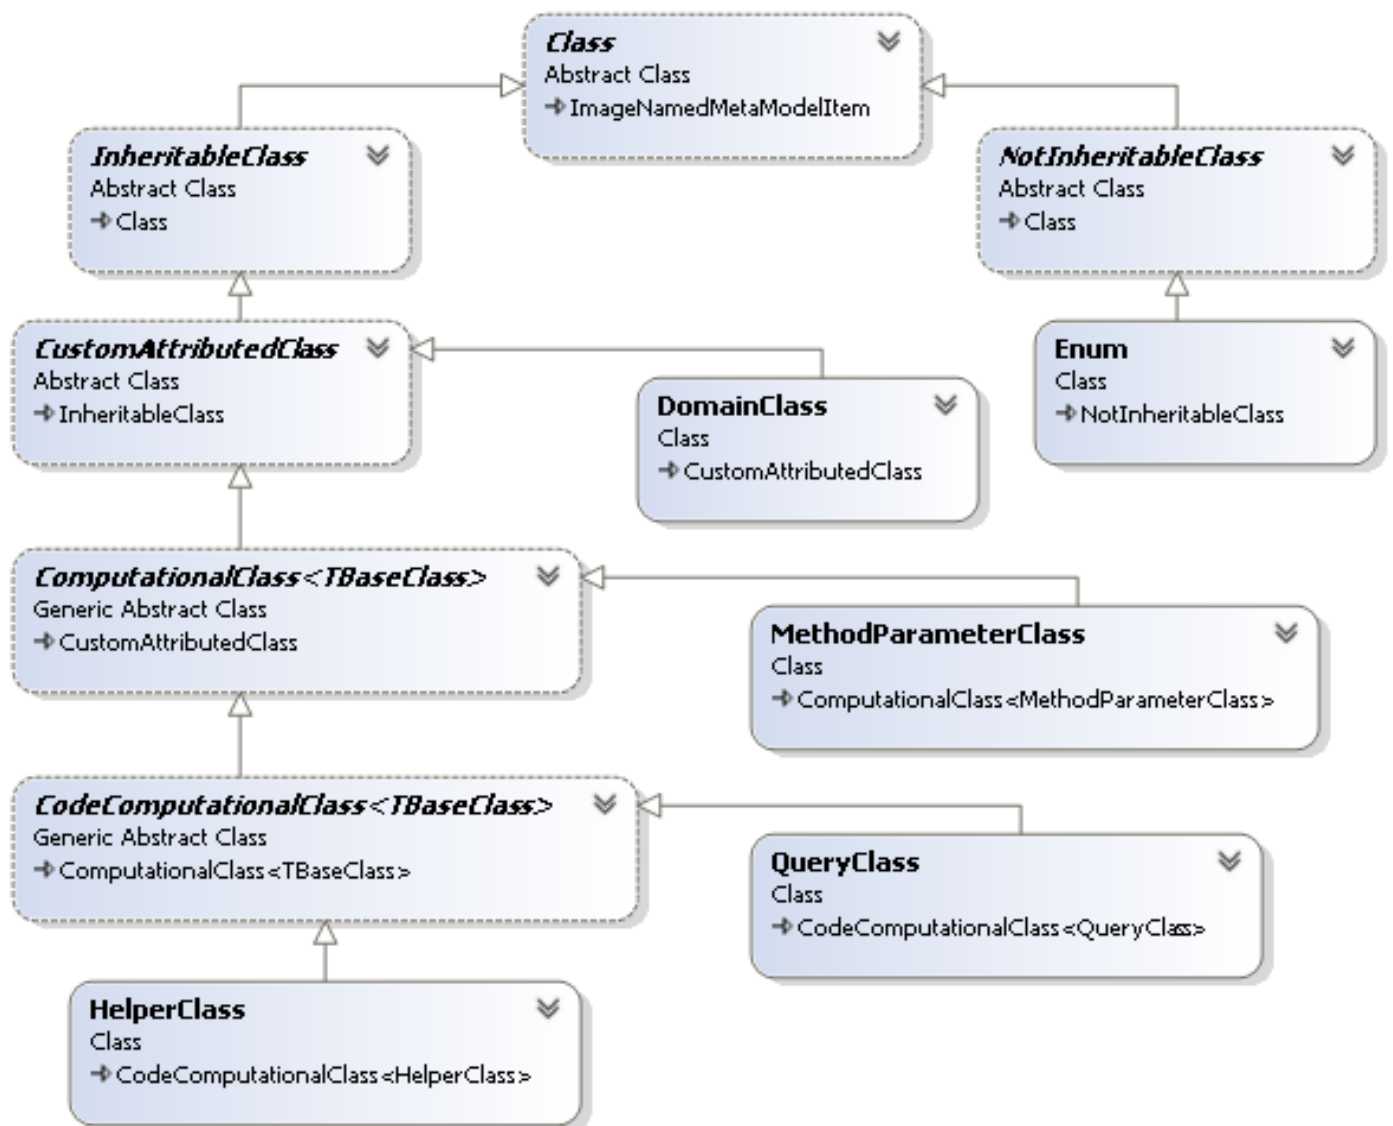 Class
Abstract Class
ImageNamedMetaModelItem
InheritableClass
Abstract Class
Class
NotInheritableClass
Abstract Class
Class
CustomAttributedClass
Abstract Class
InheritableClass
Enum
Class
NotInheritableClass
DomainClass
Class
CustomAttributedClass
ComputationalClass<TBaseClass>
Generic Abstract Class
CustomAttributedClass
MethodParameterClass
Class
ComputationalClass<MethodParameterClass>
CodeComputationalClass<TBaseClass>
Generic Abstract Class
ComputationalClass<TBaseClass>
QueryClass
Class
CodeComputationalClass<QueryClass>
HelperClass
Class
CodeComputationalClass<HelperClass>